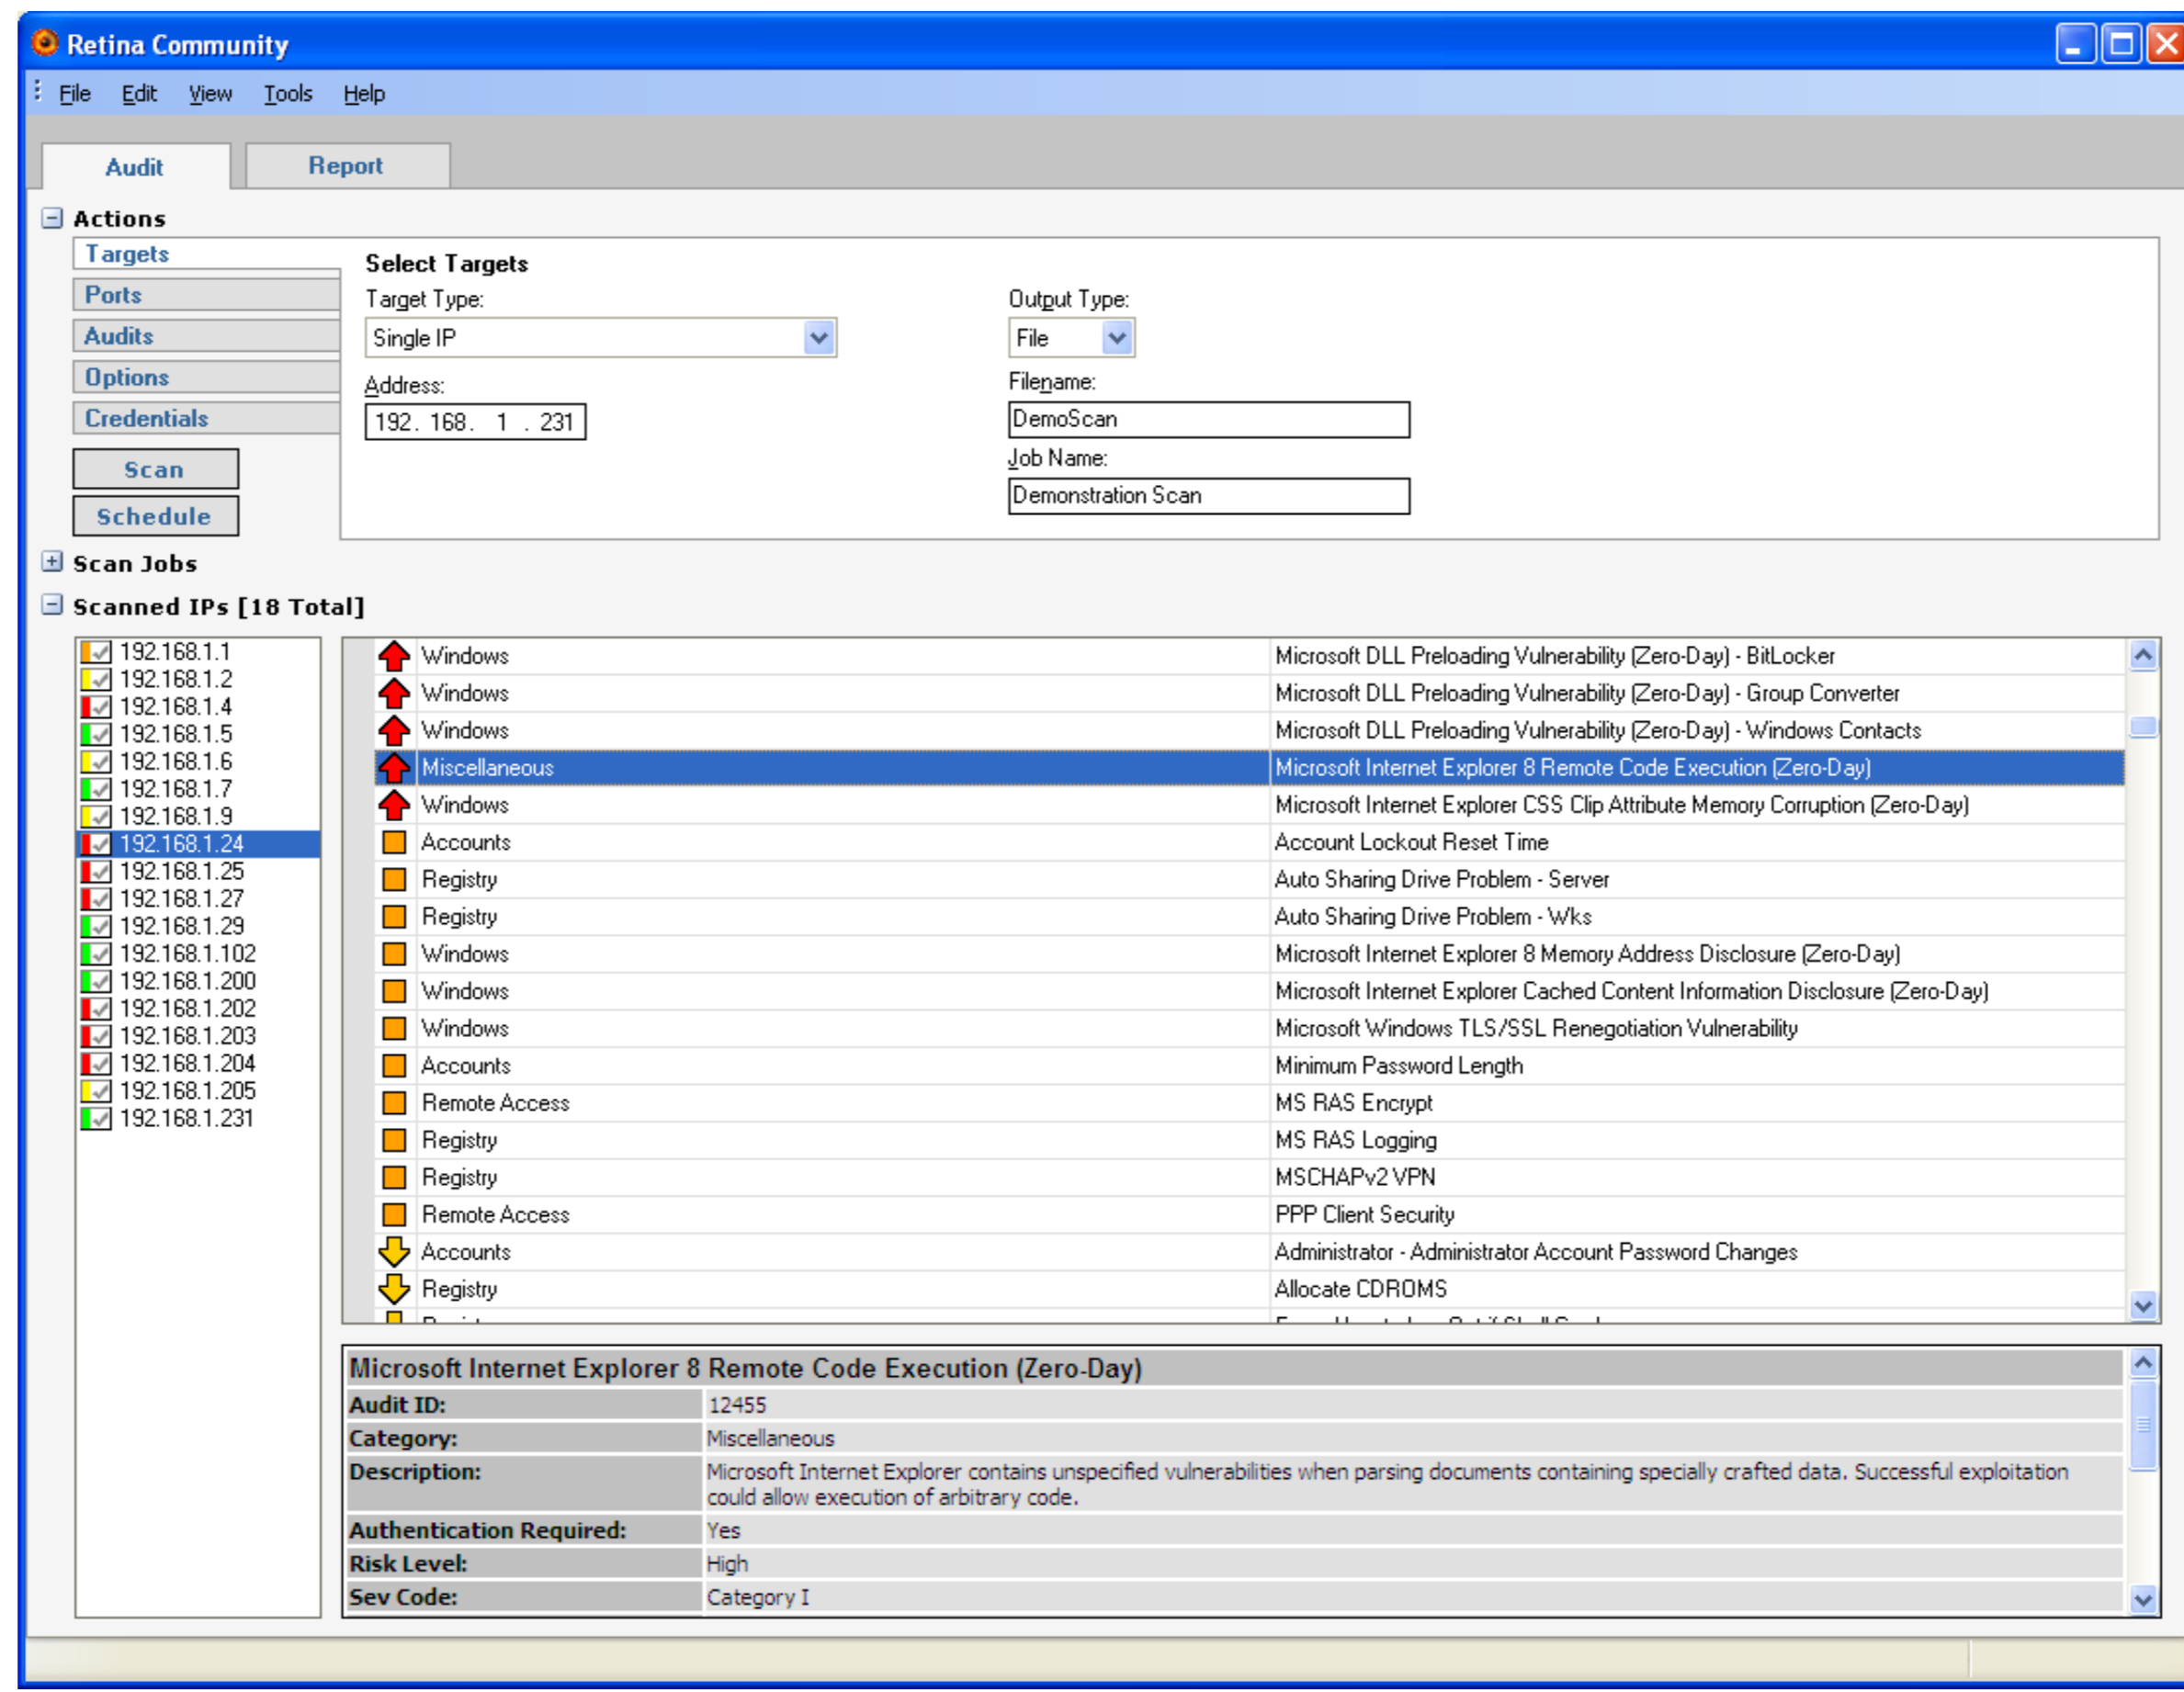 Retina Community
File Edit View Tools Help
Audit Report
Actions
Targets
Ports
Audits
Options
Credentials
Scan
Schedule
Select Targets
Target Type:
Single IP
Address:
192. 168. 1 . 231
Output Type:
File
Filename:
DemoScan
Job Name:
Demonstration Scan
Scan Jobs
Scanned IPs [18 Total]
192.168.1.1
192.168.1.2
192.168.1.4
192.168.1.5
192.168.1.6
192.168.1.7
192.168.1.9
192.168.1.24
192.168.1.25
192.168.1.27
192.168.1.29
192.168.1.102
192.168.1.200
192.168.1.202
192.168.1.203
192.168.1.204
192.168.1.205
192.168.1.231
Windows Microsoft DLL Preloading Vulnerability (Zero-Day) - BitLocker
Windows Microsoft DLL Preloading Vulnerability (Zero-Day) - Group Converter
Windows Microsoft DLL Preloading Vulnerability (Zero-Day) - Windows Contacts
Miscellaneous Microsoft Internet Explorer 8 Remote Code Execution (Zero-Day)
Windows Microsoft Internet Explorer CSS Clip Attribute Memory Corruption (Zero-Day)
Accounts Account Lockout Reset Time
Registry Auto Sharing Drive Problem - Server
Registry Auto Sharing Drive Problem - Wks
Windows Microsoft Internet Explorer 8 Memory Address Disclosure (Zero-Day)
Windows Microsoft Internet Explorer Cached Content Information Disclosure (Zero-Day)
Windows Microsoft Windows TLS/SSL Renegotiation Vulnerability
Accounts Minimum Password Length
Remote Access MS RAS Encrypt
Registry MS RAS Logging
Registry MSCHAPv2 VPN
Remote Access PPP Client Security
Accounts Administrator - Administrator Account Password Changes
Registry Allocate CDROMS
Microsoft Internet Explorer 8 Remote Code Execution (Zero-Day)
Audit ID: 12455
Category: Miscellaneous
Description: Microsoft Internet Explorer contains unspecified vulnerabilities when parsing documents containing specially crafted data. Successful exploitation
could allow execution of arbitrary code.
Authentication Required: Yes
Risk Level: High
Sev Code: Category I